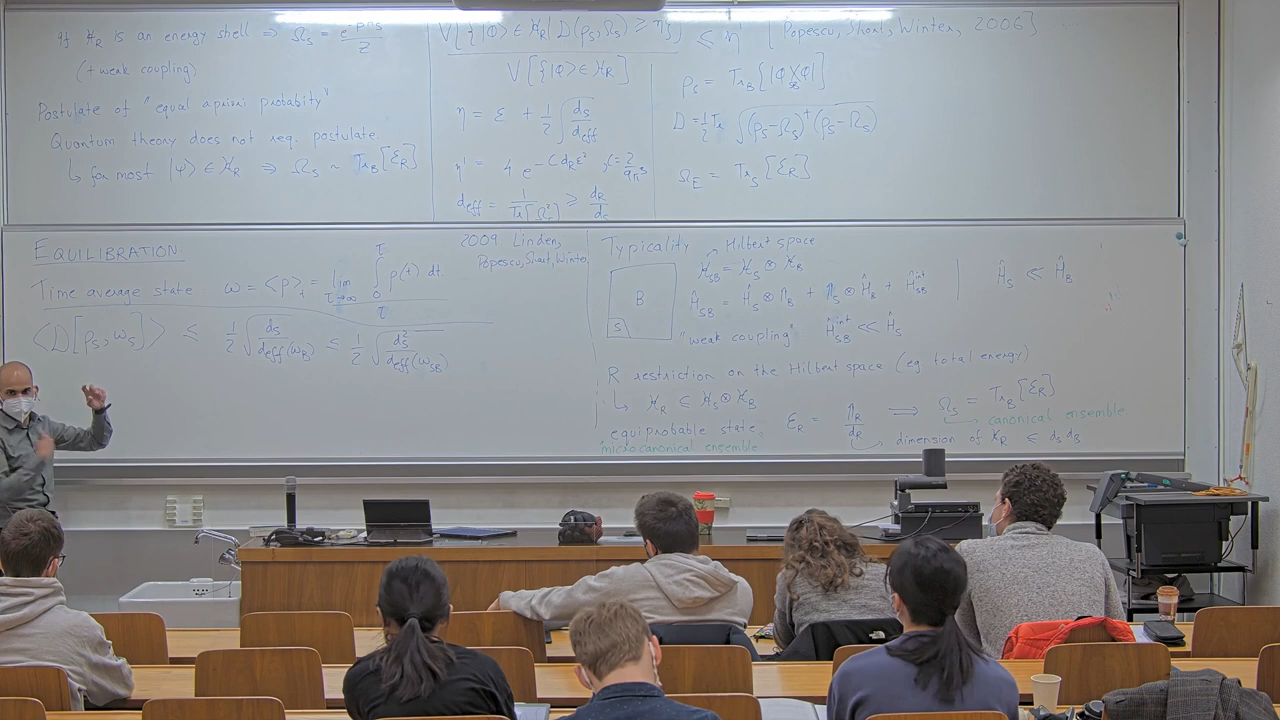 If ℋ_R is an energy shell ⇒ Ω_S = e^{-βH_S}/Z
(+ weak coupling)
Postulate of "equal apriori probabity"
Quantum theory does not req. postulate.
↳ for most |ψ> ∈ ℋ_R ⇒ Ω_S ~ Tr_B[ℰ_R]
V[{|Φ> ∈ ℋ_R | D(ρ_S, Ω_S) ≥ η}] / V[{|Φ> ∈ ℋ_R}] ≤ η' [Popescu, Short, Winter, 2006]
η = ε + 1/2 √(d_S/d_eff)
η' = 4 e^{-C d_R ε²}, C = 2/9π³
d_eff = 1/Tr[Ω²] ≥ d_R/d_S
ρ_S = Tr_B{|Φ X Φ|}
D = 1/2 Tr √((ρ_S - Ω_S)† (ρ_S - Ω_S))
Ω_E = Tr_S[ℰ_R]
EQUILIBRATION
2009 Linden,
Popescu, Short, Winter
Time average state ω = <ρ>_t = lim_{τ→∞} ∫_0^τ ρ(t) dt / τ
<D[ρ_S, ω_S]> ≤ 1/2 √(d_S/d_eff(ω_B)) ≤ 1/2 √(d_S²/d_eff(ω_SB))
Typicality
Hilbert space
B
S
ℋ_SB = ℋ_S ⊗ ℋ_B
Ĥ_SB = Ĥ_S ⊗ 𝟙_B + 𝟙_S ⊗ Ĥ_B + Ĥ_SB^int | Ĥ_S ≪ Ĥ_B
"weak coupling" Ĥ_SB^int ≪ Ĥ_S
R restriction on the Hilbert space (eg total energy)
↳ ℋ_R ⊆ ℋ_S ⊗ ℋ_B
equiprobable state ℰ_R = 𝟙_R/d_R ⇒ Ω_S = Tr_B[ℰ_R]
canonical ensemble
microcanonical ensemble
dimension of ℋ_R ≤ d_S d_B